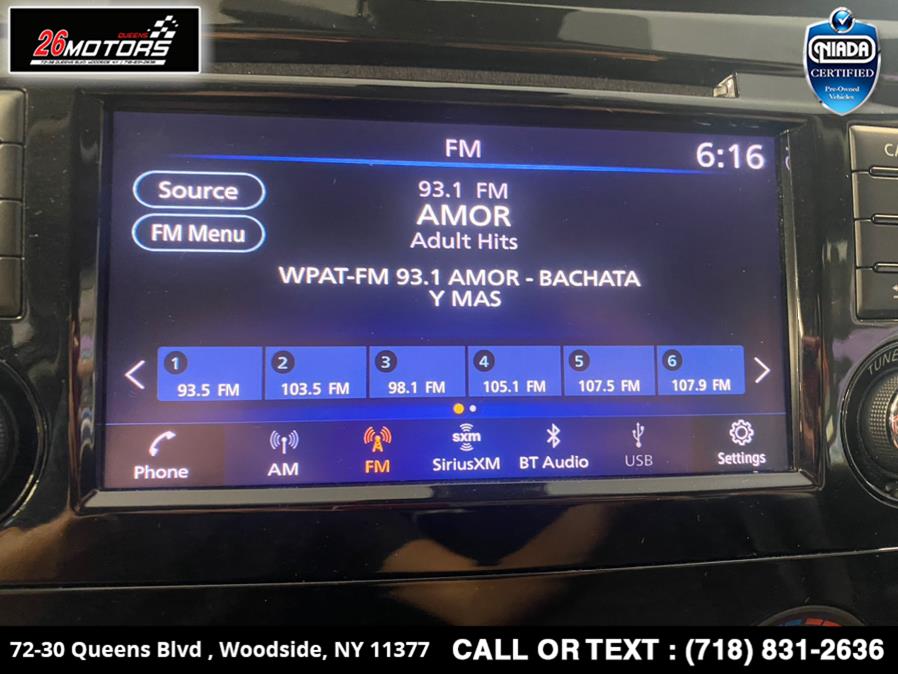 QUEENS
26MOTORS
NIADA
CERTIFIED
Pre-Owned
Vehicles
FM
6:16
Source
93.1 FM
AMOR
FM Menu
Adult Hits
WPAT-FM 93.1 AMOR - BACHATA
Y MAS
1 2 3 4 5 6
93.5 FM 103.5 FM 98.1 FM 105.1 FM 107.5 FM 107.9 FM
sxm
Phone AM FM SiriusXM BT Audio USB Settings
TUNE
72-30 Queens Blvd , Woodside, NY 11377 CALL OR TEXT : (718) 831-2636